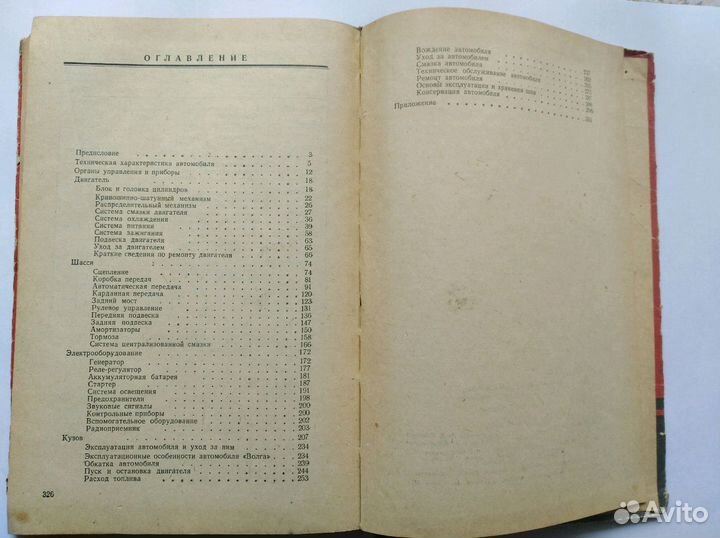 ОГЛАВЛЕНИЕ
Предисловие 3
Техническая характеристика автомобиля 5
Органы управления и приборы 12
Двигатель 18
Блок и головка цилиндров 18
Кривошипно-шатунный механизм 22
Распределительный механизм 26
Система смазки двигателя 27
Система охлаждения 36
Система питания 39
Система зажигания 58
Подвеска двигателя 63
Уход за двигателем 65
Краткие сведения по ремонту двигателя 66
Шасси 74
Сцепление 74
Коробка передач 81
Автоматическая передача 91
Карданная передача 120
Задний мост 123
Рулевое управление 131
Передняя подвеска 136
Задняя подвеска 147
Амортизаторы 150
Тормоза 158
Система централизованной смазки 166
Электрооборудование 172
Генератор 172
Реле-регулятор 177
Аккумуляторная батарея 181
Стартер 187
Система освещения 191
Предохранители 198
Звуковые сигналы 200
Контрольные приборы 200
Вспомогательное оборудование 202
Радиоприемник 203
Кузов 207
Эксплуатация автомобиля и уход за ним 234
Эксплуатационные особенности автомобиля «Волга» 234
Обкатка автомобиля 239
Пуск и остановка двигателя 244
Расход топлива 253
326
Вождение автомобиля
Уход за автомобилем
Смазка автомобиля
Техническое обслуживание автомобиля
Ремонт автомобиля
Основы эксплуатации и хранения шин
Консервация автомобиля
Приложение
Avito